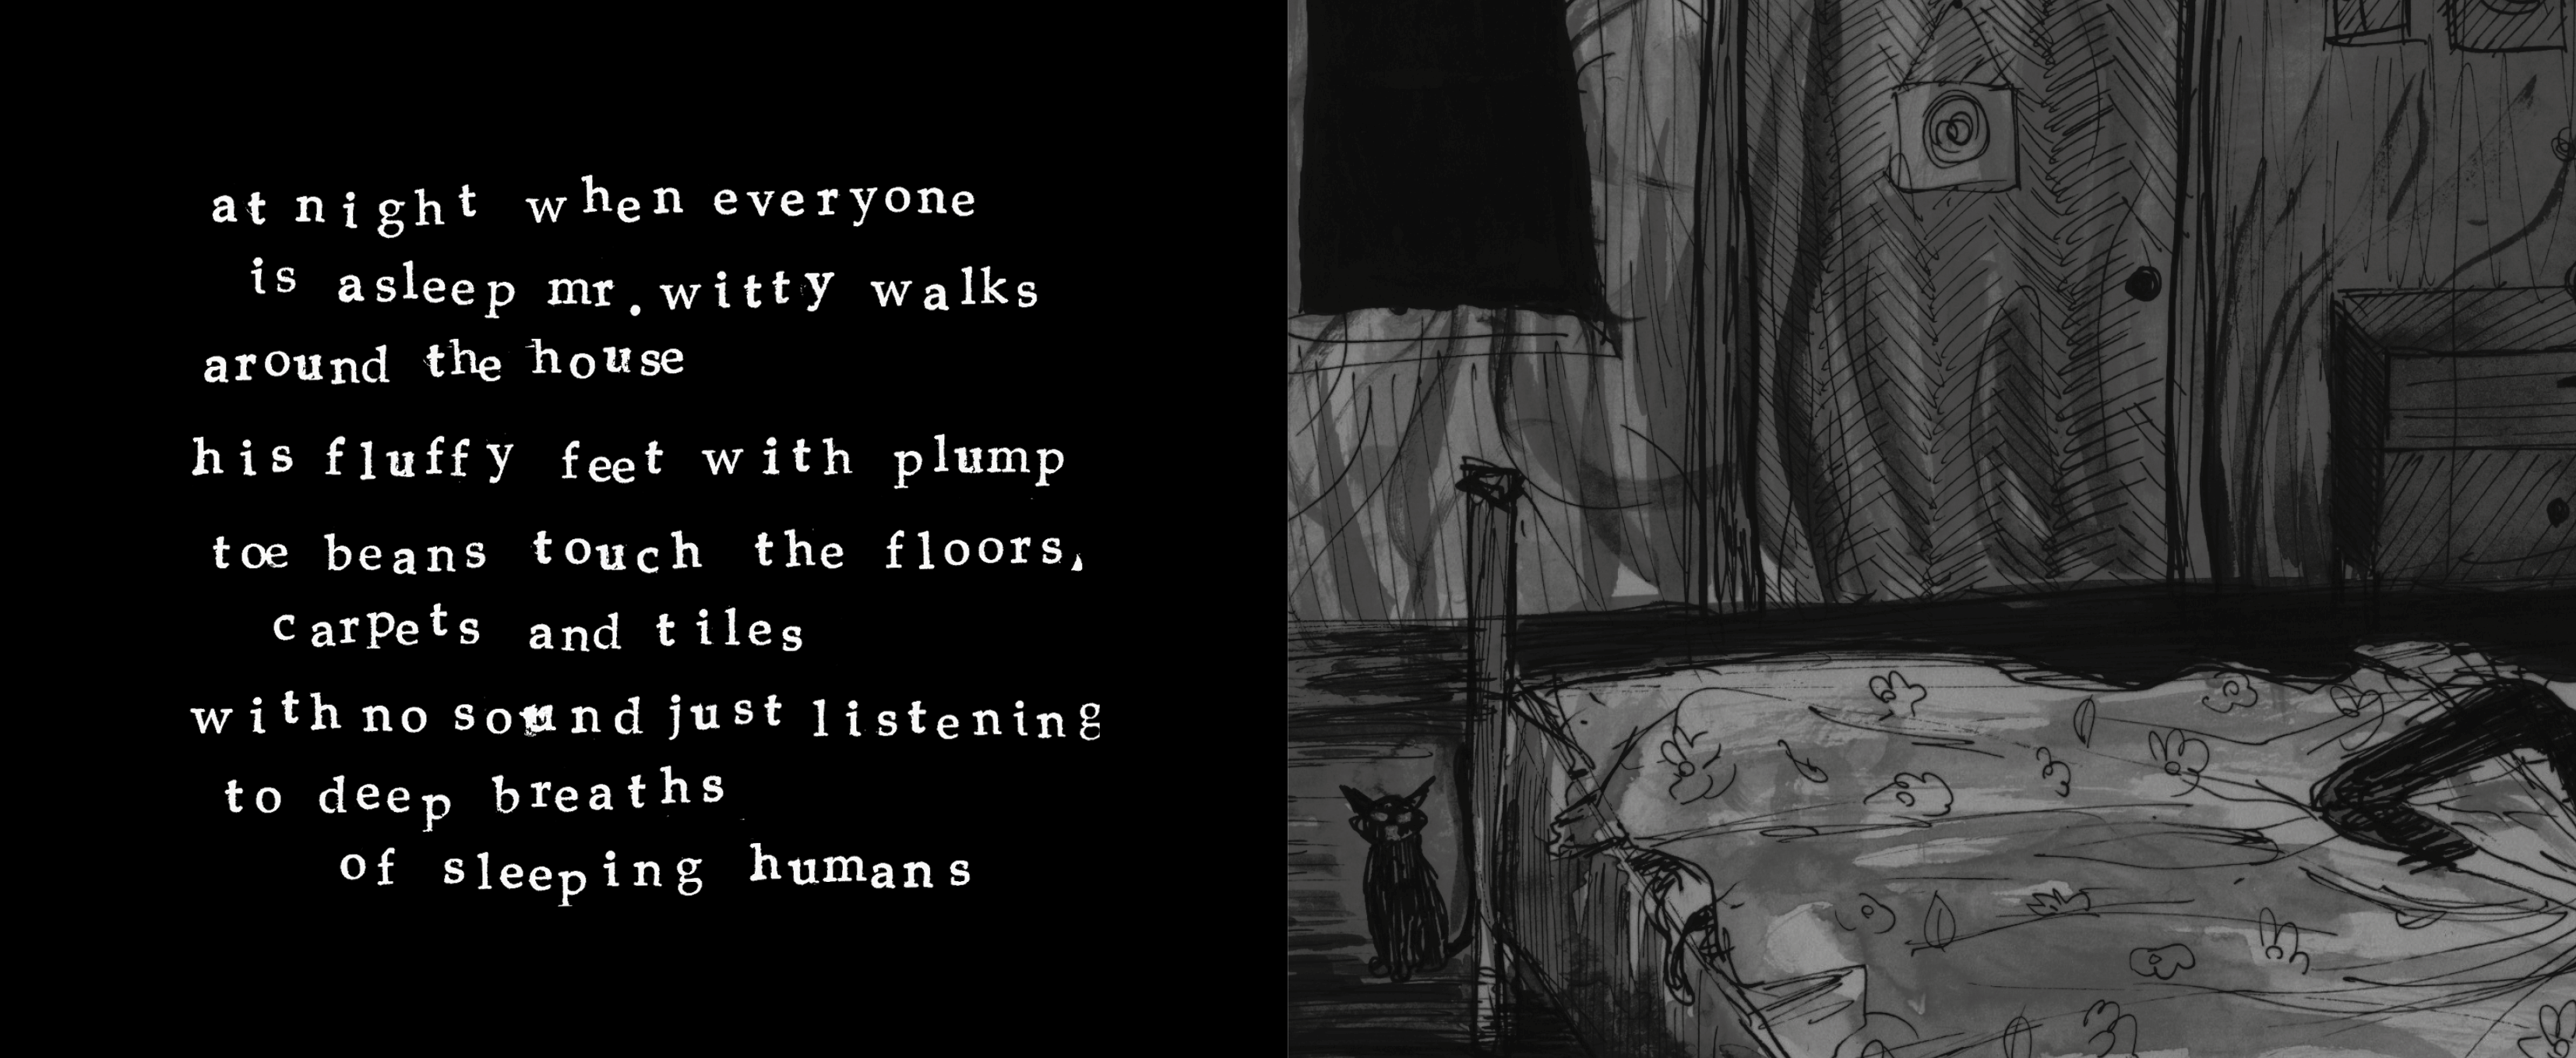 at night when everyone
is asleep mr. witty walks
around the house
his fluffy feet with plump
toe beans touch the floors,
carpets and tiles
with no sound just listening
to deep breaths
of sleeping humans